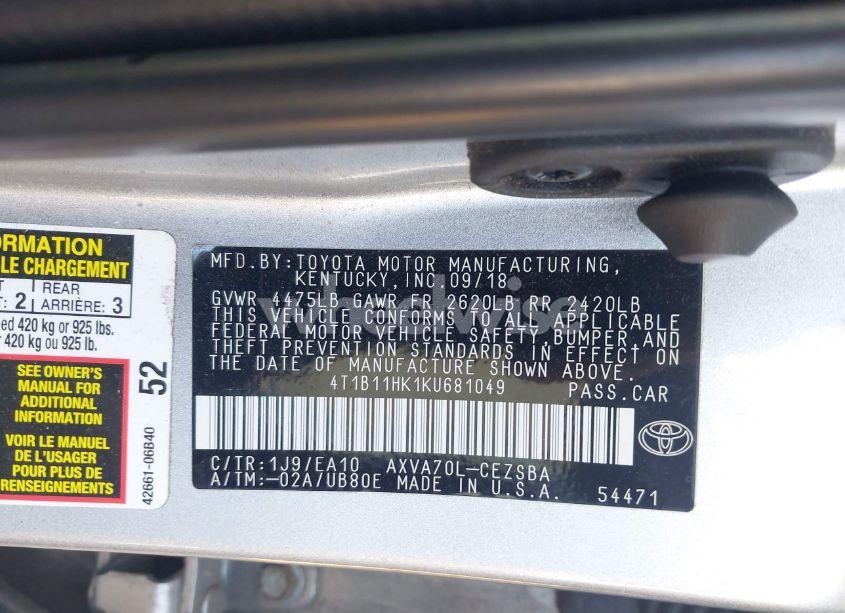 ORMATION
LE CHARGEMENT
T: 2
REAR
ARRIÈRE: 3
ed 420 kg or 925 lbs.
420 kg ou 925 lb.
SEE OWNER'S
MANUAL FOR
ADDITIONAL
INFORMATION
VOIR LE MANUEL
DE L'USAGER
POUR PLUS DE
RENSEIGNEMENTS
52
42661-06B40
MFD.BY:TOYOTA MOTOR MANUFACTURING,
KENTUCKY, INC.09/18
GVWR 4475LB GAWR FR 2620LB RR 2420LB
THIS VEHICLE CONFORMS TO ALL APPLICABLE
FEDERAL MOTOR VEHICLE SAFETY,BUMPER,AND
THEFT PREVENTION STANDARDS IN EFFECT ON
THE DATE OF MANUFACTURE SHOWN ABOVE.
4T1B11HK1KU681049 PASS.CAR
C/TR:1J9/EA10 AXVA70L-CEZSBA
A/TM:-02A/UB80E MADE IN U.S.A. 54471